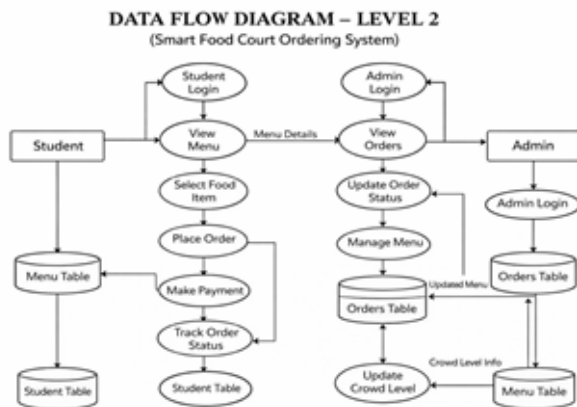 DATA FLOW DIAGRAM – LEVEL 2
(Smart Food Court Ordering System)
Student
Login
Admin
Login
Student
View
Menu
Menu Details
View
Orders
Admin
Select Food
Item
Update Order
Status
Admin Login
Place Order
Manage Menu
Menu Table
Make Payment
Orders Table
Updated Menu
Orders Table
Track Order
Status
Student Table
Student Table
Update
Crowd Level
Crowd Level Info
Menu Table